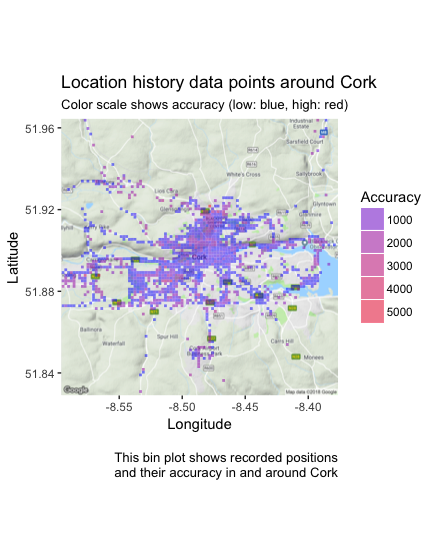 Location history data points around Cork
Color scale shows accuracy (low: blue, high: red)
Latitude
51.96
51.92
51.88
51.84
Industrial
Estate
Sarsfield Court
White's Cross
Sallybrook
Glyntown
Glanmire
Cork
Ballinora
Waterfall
Spur Hill
Carrs Hill
Monees
Google
Map data ©2018 Google
-8.55
-8.50
-8.45
-8.40
Longitude
Accuracy
1000
2000
3000
4000
5000
This bin plot shows recorded positions
and their accuracy in and around Cork